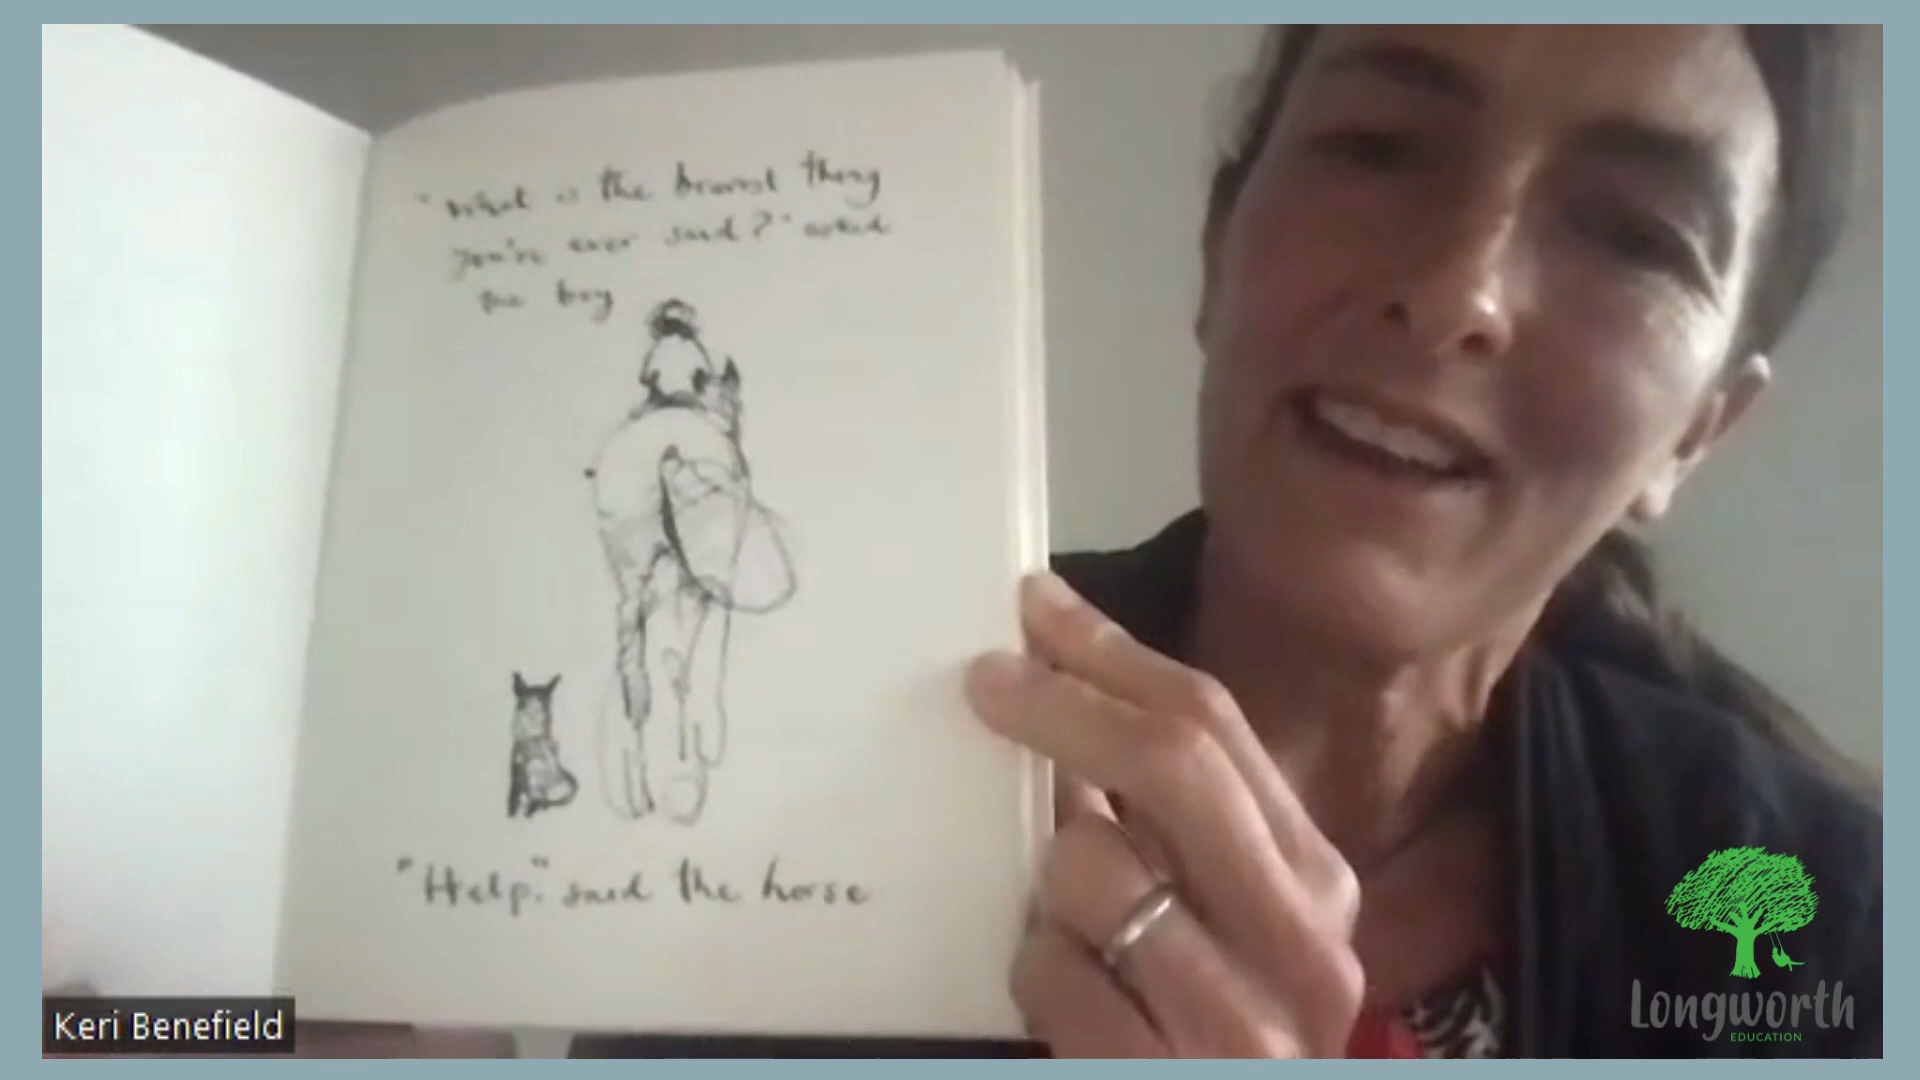 "What is the bravest thing
you've ever said?" asked
the boy
"Help." said the horse
Keri Benefield
Longworth
EDUCATION